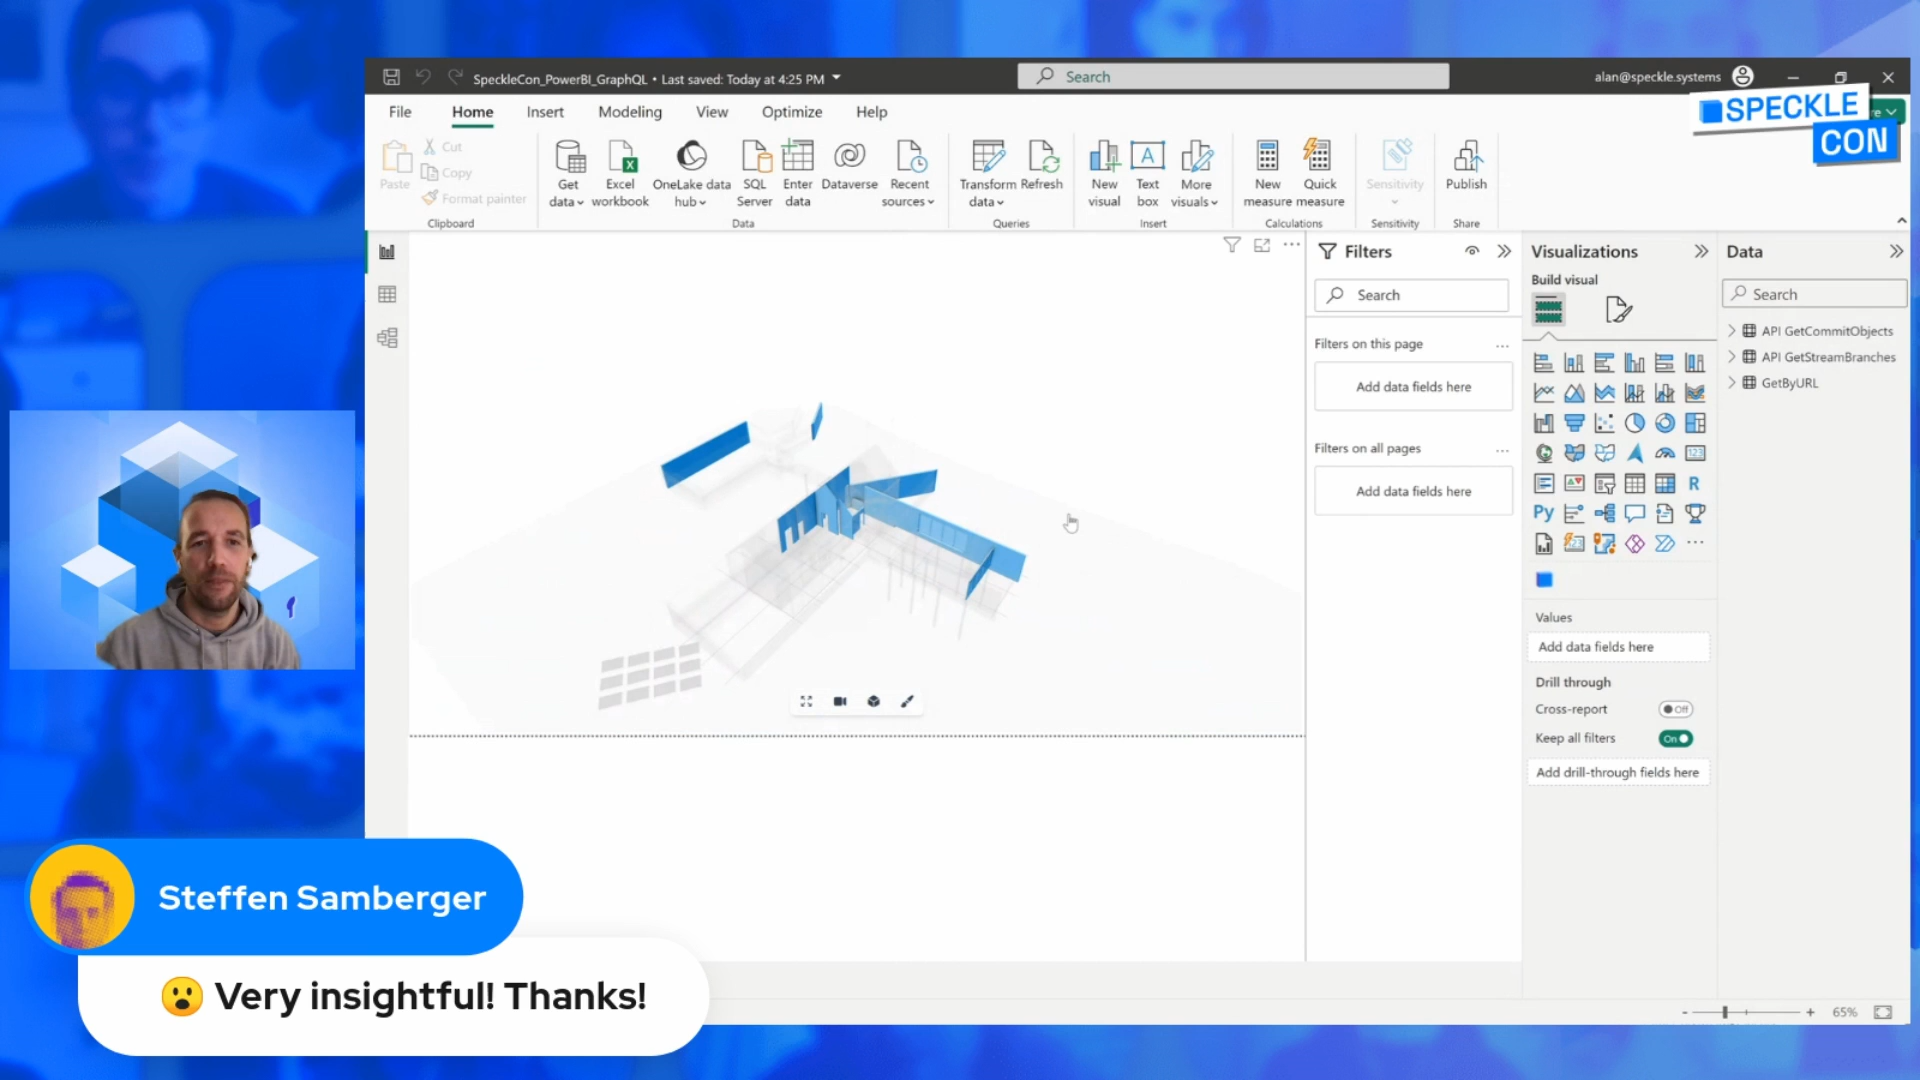 SpeckleCon_PowerBI_GraphQL • Last saved: Today at 4:25 PM
Search
alan@speckle.systems
SPECKLE
CON
File
Home
Insert
Modeling
View
Optimize
Help
Paste
Cut
Copy
Format painter
Clipboard
Get data
Excel workbook
OneLake data hub
SQL Server
Enter data
Dataverse
Recent sources
Data
Transform data
Refresh
Queries
New visual
Text box
More visuals
Insert
New measure
Quick measure
Calculations
Sensitivity
Sensitivity
Publish
Share
Filters
Search
Filters on this page
Add data fields here
Filters on all pages
Add data fields here
Visualizations
Build visual
R
Py
123
Values
Add data fields here
Drill through
Cross-report
Off
Keep all filters
On
Add drill-through fields here
Data
Search
API GetCommitObjects
API GetStreamBranches
GetByURL
Steffen Samberger
😮 Very insightful! Thanks!
- + 65%